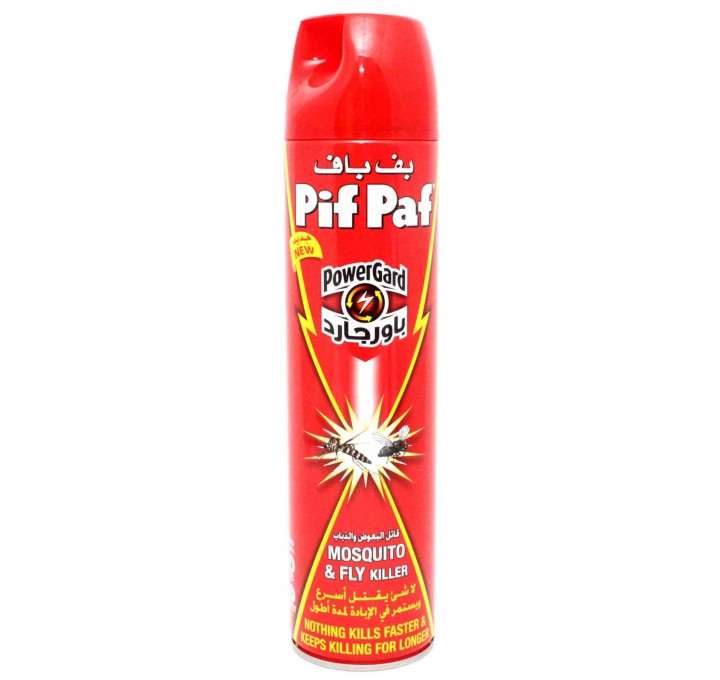 بف باف
Pif Paf
جديد
NEW
PowerGard
باورجارد
قاتل البعوض والذباب
MOSQUITO
& FLY KILLER
لا شئ يقتل أسرع
ويستمر في الإبادة لمدة أطول
NOTHING KILLS FASTER &
KEEPS KILLING FOR LONGER